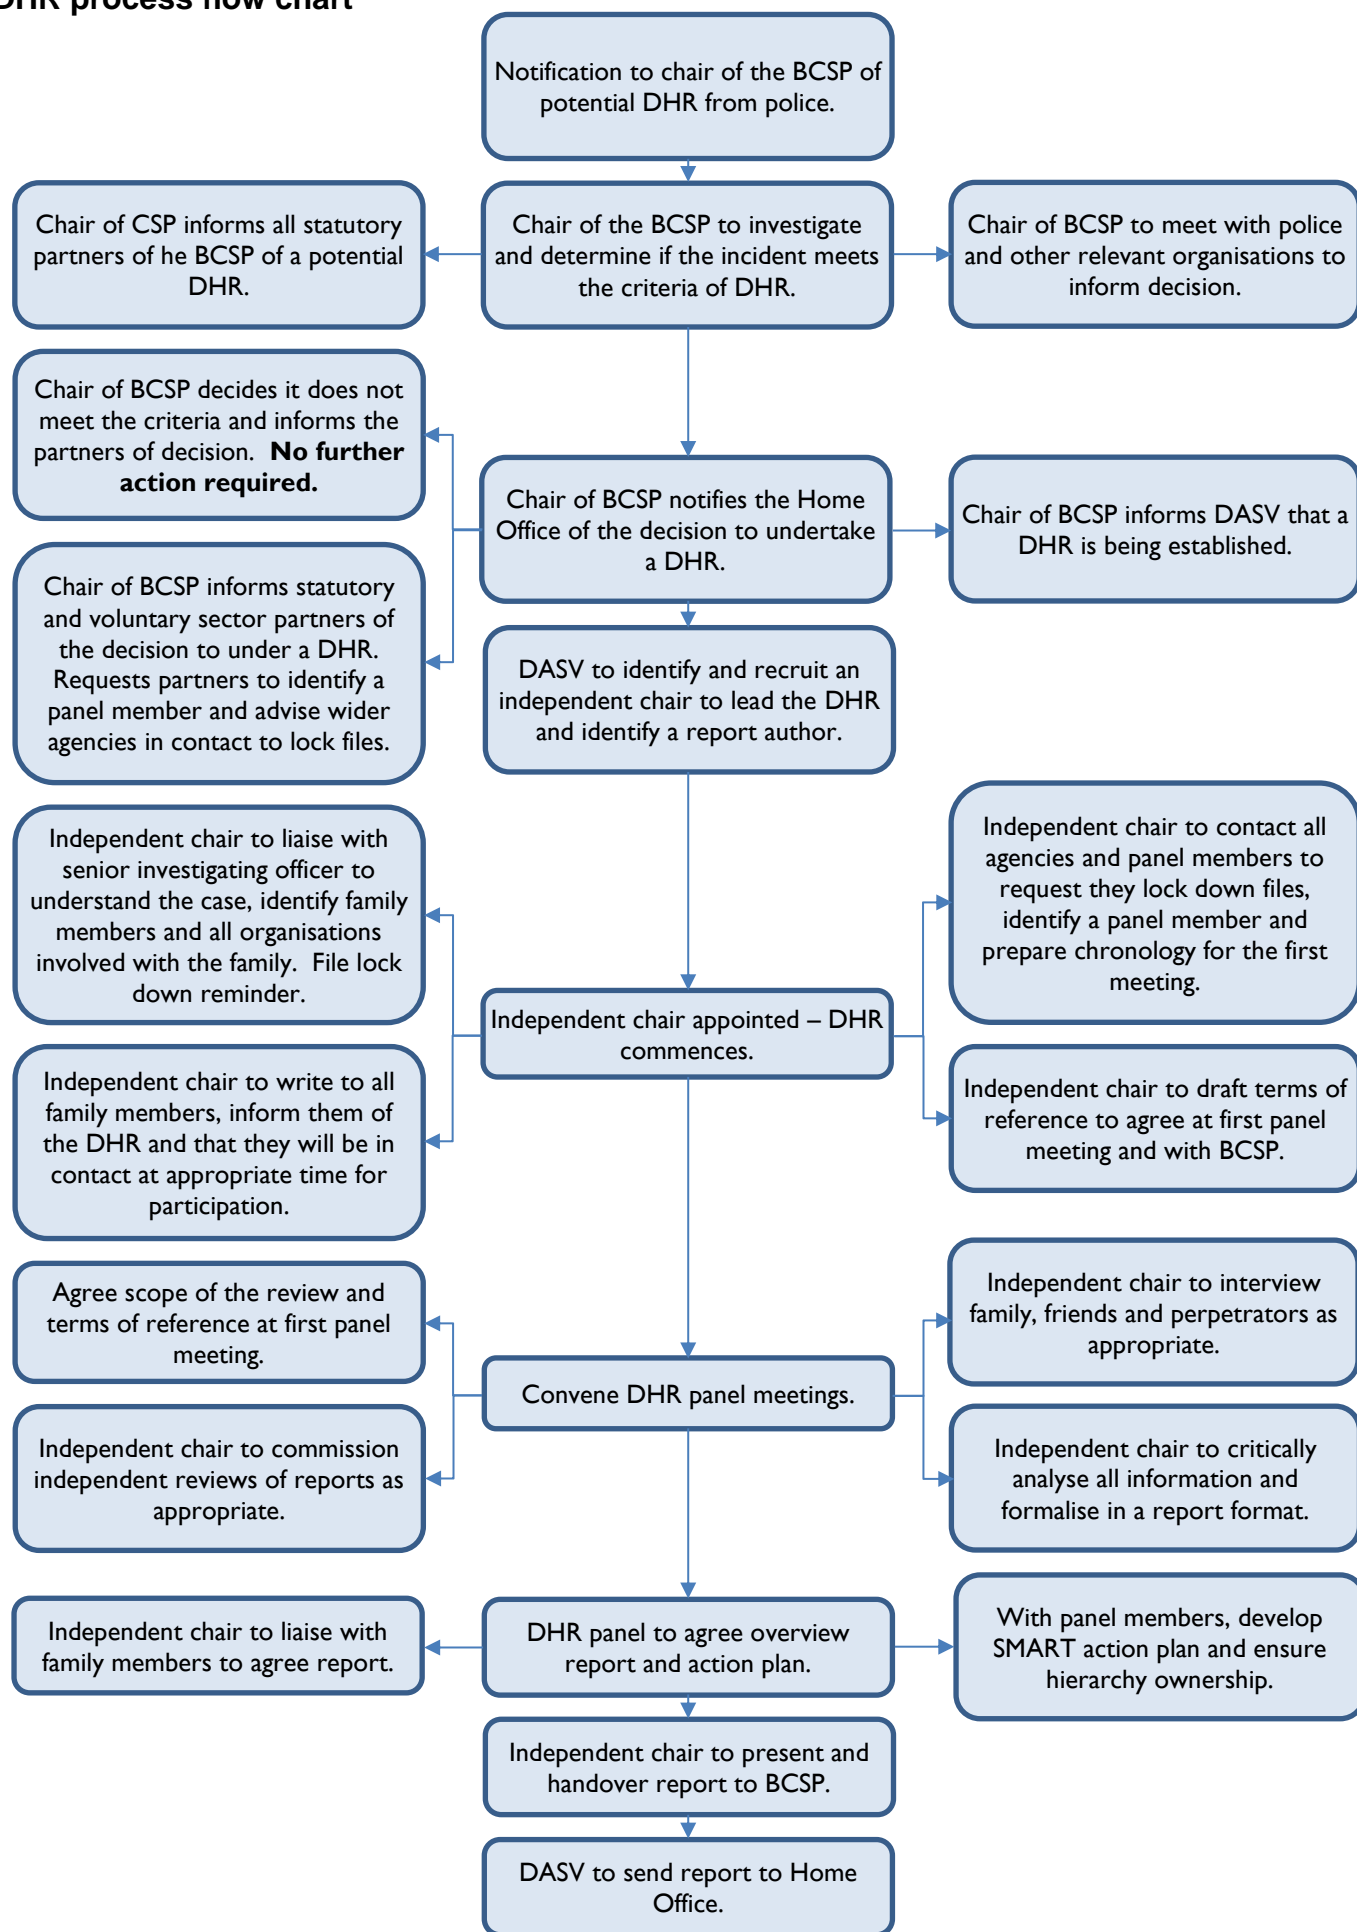 DHR process flow chart
Notification to chair of the BCSP of
potential DHR from police.
Chair of CSP informs all statutory
partners of he BCSP of a potential
DHR.
Chair of the BCSP to investigate
and determine if the incident meets
the criteria of DHR.
Chair of BCSP to meet with police
and other relevant organisations to
inform decision.
Chair of BCSP decides it does not
meet the criteria and informs the
partners of decision.  No further
action required.
Chair of BCSP notifies the Home
Office of the decision to undertake
a DHR.
Chair of BCSP informs DASV that a
DHR is being established.
Chair of BCSP informs statutory
and voluntary sector partners of
the decision to under a DHR.
Requests partners to identify a
panel member and advise wider
agencies in contact to lock files.
DASV to identify and recruit an
independent chair to lead the DHR
and identify a report author.
Independent chair to liaise with
senior investigating officer to
understand the case, identify family
members and all organisations
involved with the family.  File lock
down reminder.
Independent chair to contact all
agencies and panel members to
request they lock down files,
identify a panel member and
prepare chronology for the first
meeting.
Independent chair appointed – DHR
commences.
Independent chair to write to all
family members, inform them of
the DHR and that they will be in
contact at appropriate time for
participation.
Independent chair to draft terms of
reference to agree at first panel
meeting and with BCSP.
Agree scope of the review and
terms of reference at first panel
meeting.
Independent chair to interview
family, friends and perpetrators as
appropriate.
Convene DHR panel meetings.
Independent chair to commission
independent reviews of reports as
appropriate.
Independent chair to critically
analyse all information and
formalise in a report format.
Independent chair to liaise with
family members to agree report.
DHR panel to agree overview
report and action plan.
With panel members, develop
SMART action plan and ensure
hierarchy ownership.
Independent chair to present and
handover report to BCSP.
DASV to send report to Home
Office.